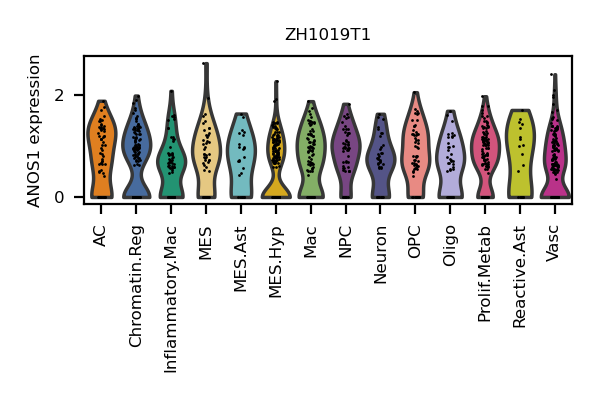 ZH1019T1
ANOS1 expression
2
0
AC
Chromatin.Reg
Inflammatory.Mac
MES
MES.Ast
MES.Hyp
Mac
NPC
Neuron
OPC
Oligo
Prolif.Metab
Reactive.Ast
Vasc